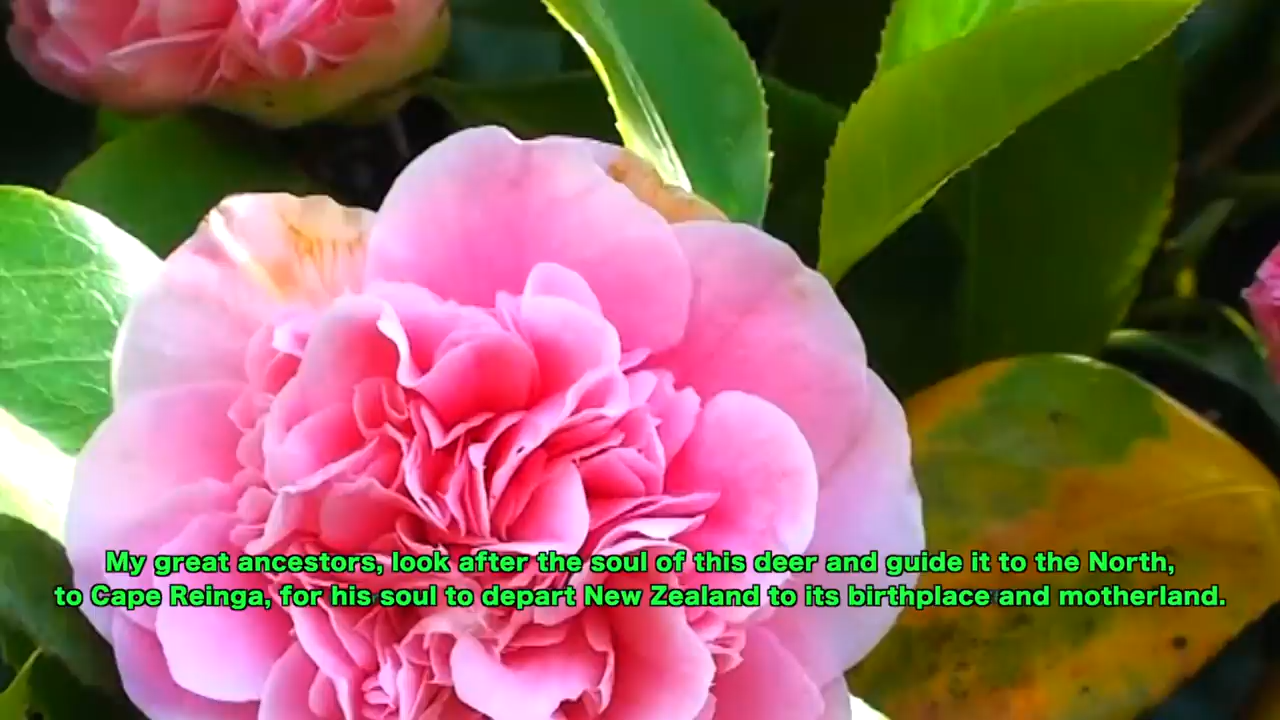 My great ancestors, look after the soul of this deer and guide it to the North,
to Cape Reinga, for his soul to depart New Zealand to its birthplace and motherland.